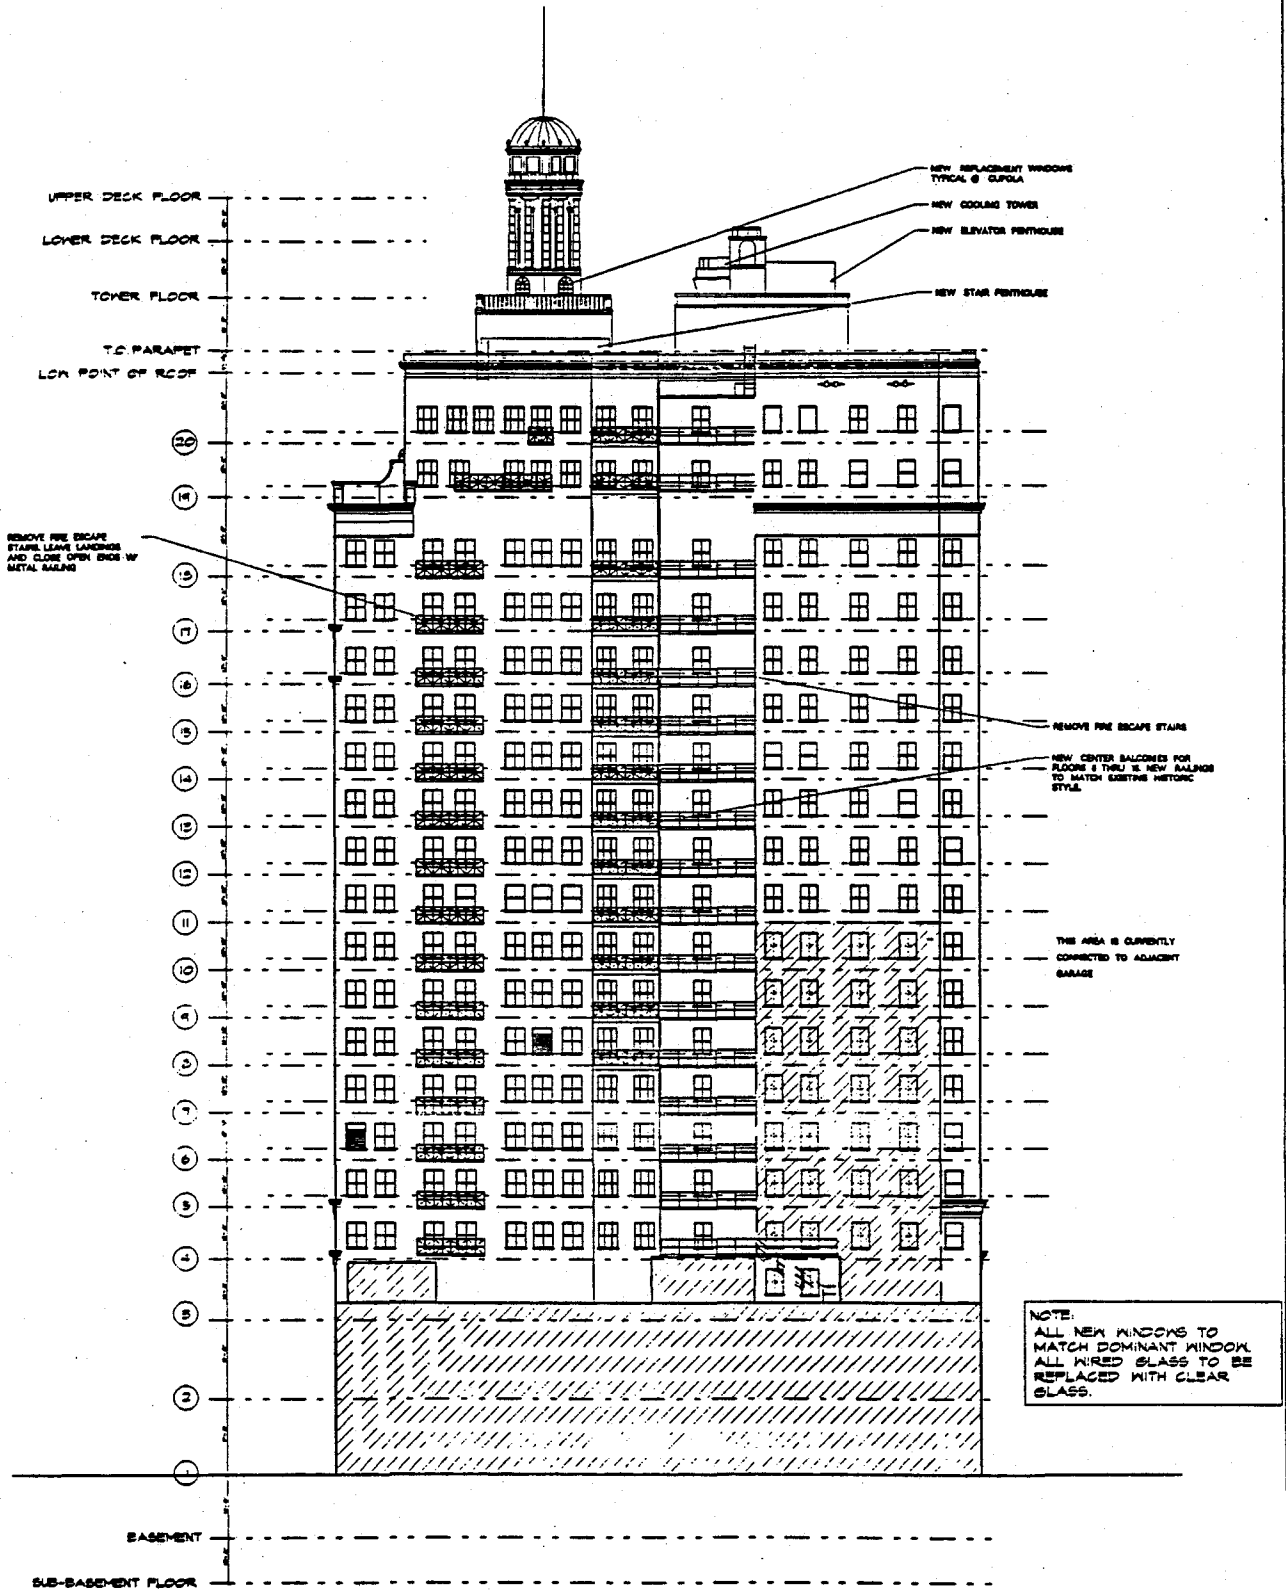 NEW REPLACEMENT WINDOWS
TYPICAL @ CUPOLA
UPPER DECK FLOOR
NEW COOLING TOWER
LOWER DECK FLOOR
NEW ELEVATOR PENTHOUSE
TOWER FLOOR
NEW STAIR PENTHOUSE
T.O. PARAPET
LOW POINT OF ROOF
20
19
REMOVE FIRE ESCAPE
STAIRS. LEAVE LANDINGS
AND CLOSE OPEN ENDS W/
METAL RAILING
18
17
16
REMOVE FIRE ESCAPE STAIRS
15
NEW CENTER BALCONIES FOR
FLOORS THRU NEW RAILINGS
TO MATCH EXISTING HISTORIC
STYLE.
14
13
12
11
THIS AREA IS CURRENTLY
CONNECTED TO ADJACENT
GARAGE
10
9
8
7
6
5
4
3
NOTE:
ALL NEW WINDOWS TO
MATCH DOMINANT WINDOW.
ALL WIRED GLASS TO BE
REPLACED WITH CLEAR
GLASS.
2
1
BASEMENT
SUB-BASEMENT FLOOR